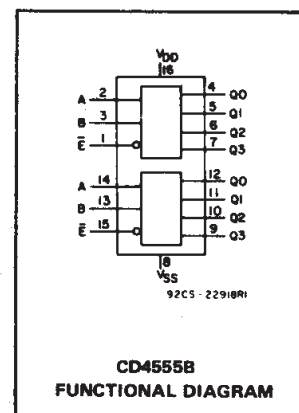 VDD
16
A 2 4 Q0
B 3 5 Q1
E̅ 1 6 Q2
7 Q3
A 14 12 Q0
B 13 11 Q1
E̅ 15 10 Q2
9 Q3
8
VSS
92CS-22918R1
CD4555B
FUNCTIONAL DIAGRAM